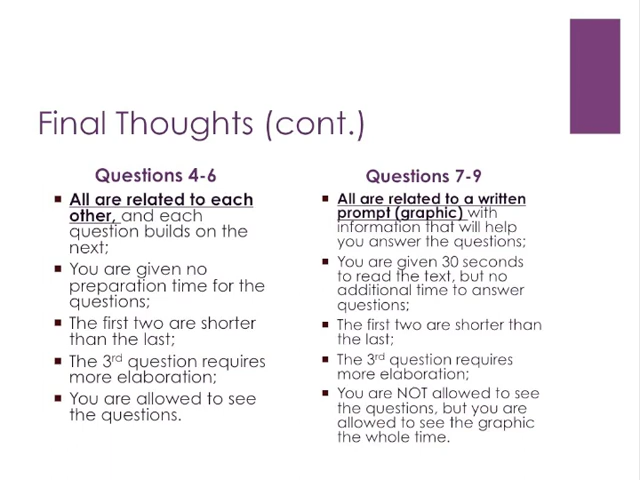 Final Thoughts (cont.)
Questions 4-6
■ All are related to each
other, and each
question builds on the
next;
■ You are given no
preparation time for the
questions;
■ The first two are shorter
than the last;
■ The 3rd question requires
more elaboration;
■ You are allowed to see
the questions.
Questions 7-9
■ All are related to a written
prompt (graphic) with
information that will help
you answer the questions;
■ You are given 30 seconds
to read the text, but no
additional time to answer
questions;
■ The first two are shorter than
the last;
■ The 3rd question requires
more elaboration;
■ You are NOT allowed to see
the questions, but you are
allowed to see the graphic
the whole time.